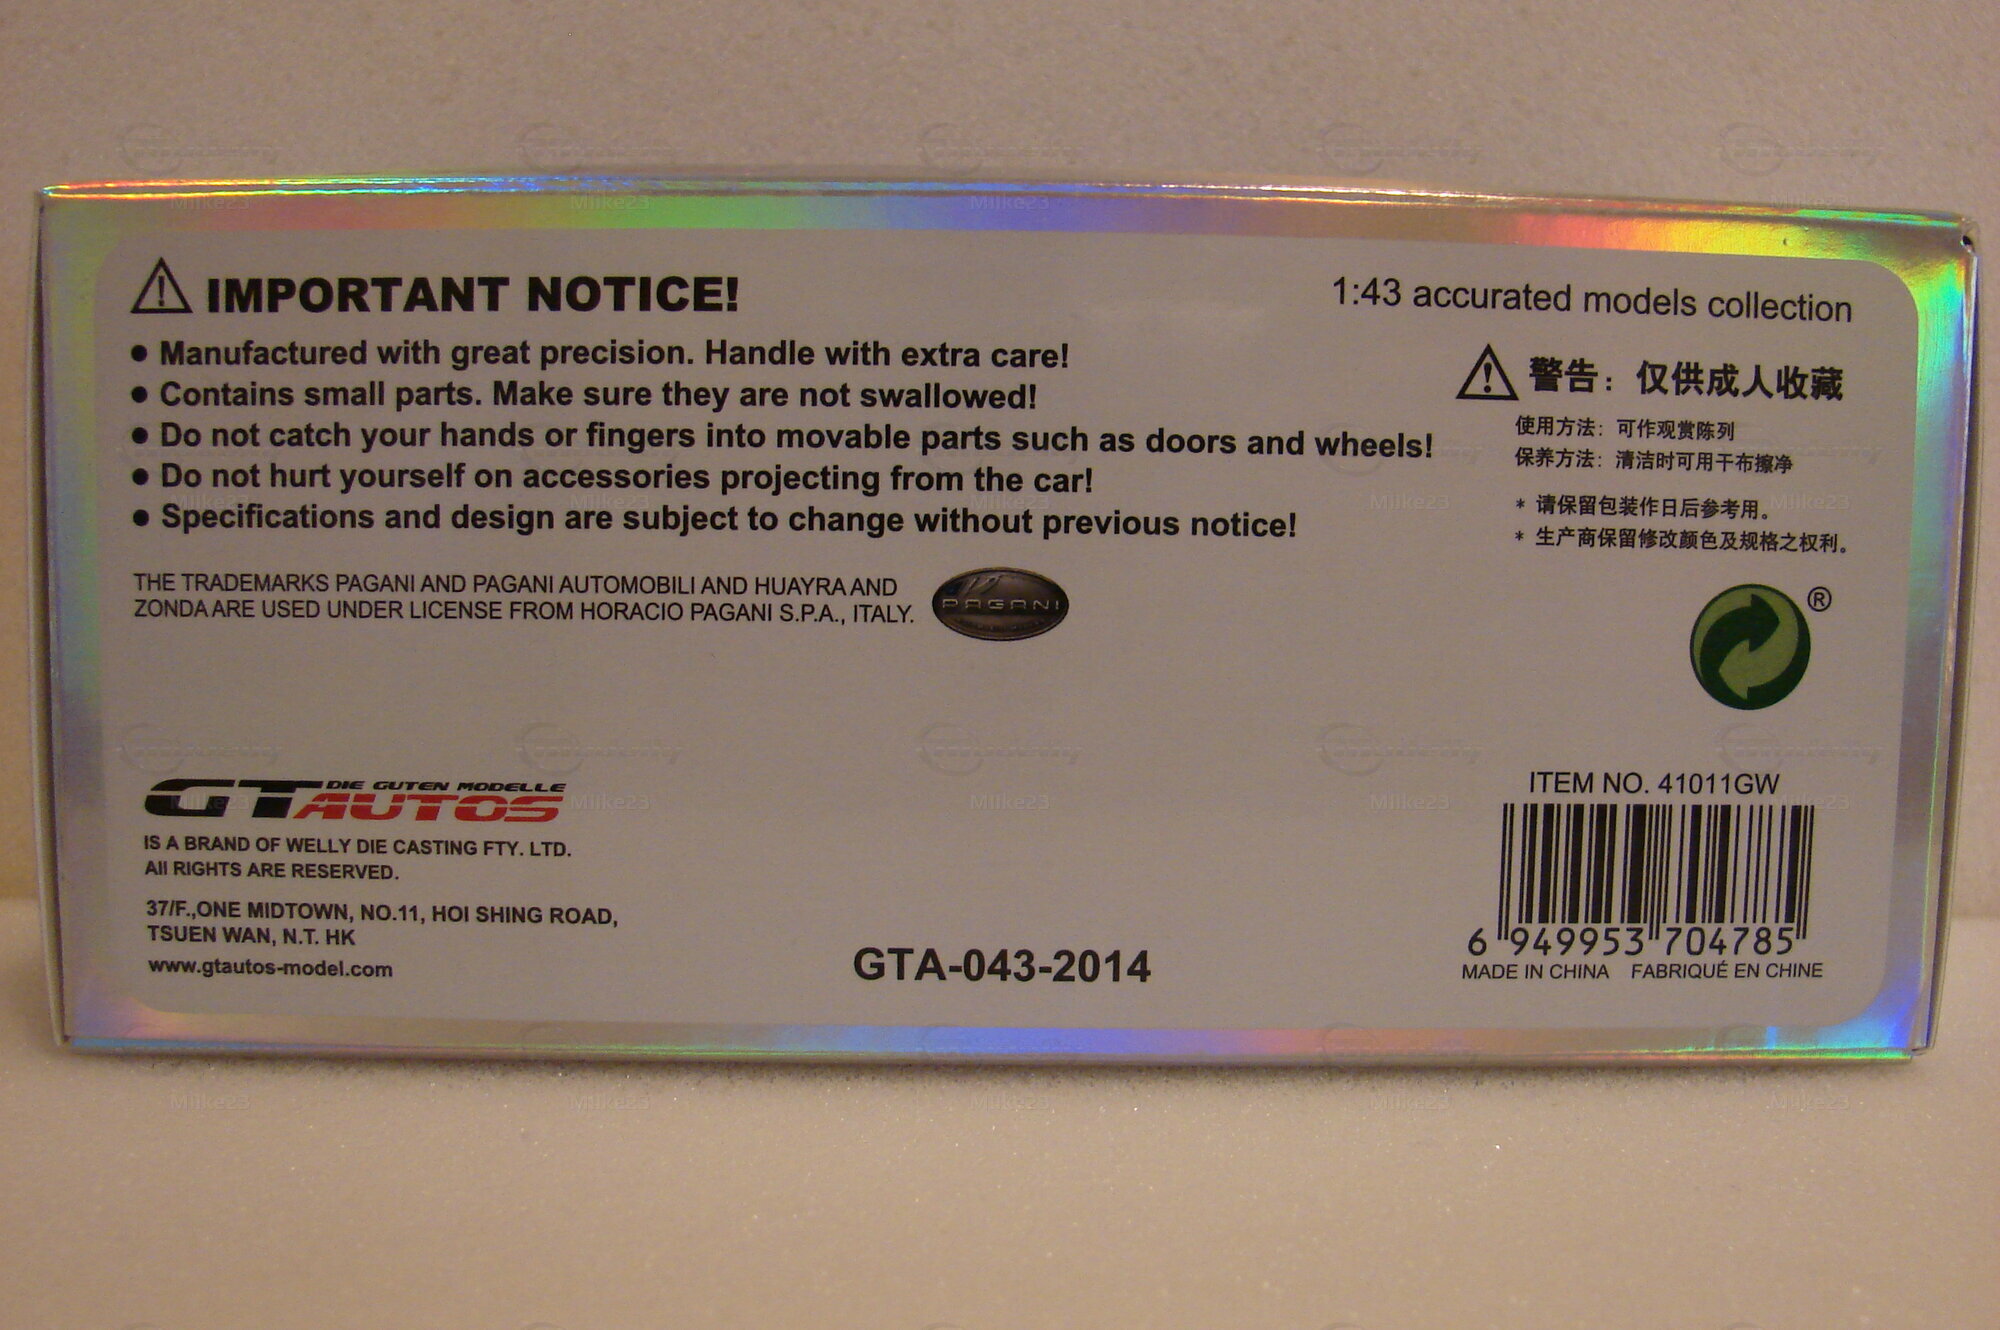 IMPORTANT NOTICE!
● Manufactured with great precision. Handle with extra care!
● Contains small parts. Make sure they are not swallowed!
● Do not catch your hands or fingers into movable parts such as doors and wheels!
● Do not hurt yourself on accessories projecting from the car!
● Specifications and design are subject to change without previous notice!
THE TRADEMARKS PAGANI AND PAGANI AUTOMOBILI AND HUAYRA AND
ZONDA ARE USED UNDER LICENSE FROM HORACIO PAGANI S.P.A., ITALY.
PAGANI
1:43 accurated models collection
警告：仅供成人收藏
使用方法：可作观赏陈列
保养方法：清洁时可用干布擦净
* 请保留包装作日后参考用。
* 生产商保留修改颜色及规格之权利。
®
GT AUTOS DIE GUTEN MODELLE
IS A BRAND OF WELLY DIE CASTING FTY. LTD.
All RIGHTS ARE RESERVED.
37/F.,ONE MIDTOWN, NO.11, HOI SHING ROAD,
TSUEN WAN, N.T. HK
www.gtautos-model.com
GTA-043-2014
ITEM NO. 41011GW
6 949953 704785
MADE IN CHINA FABRIQUÉ EN CHINE
Miike23